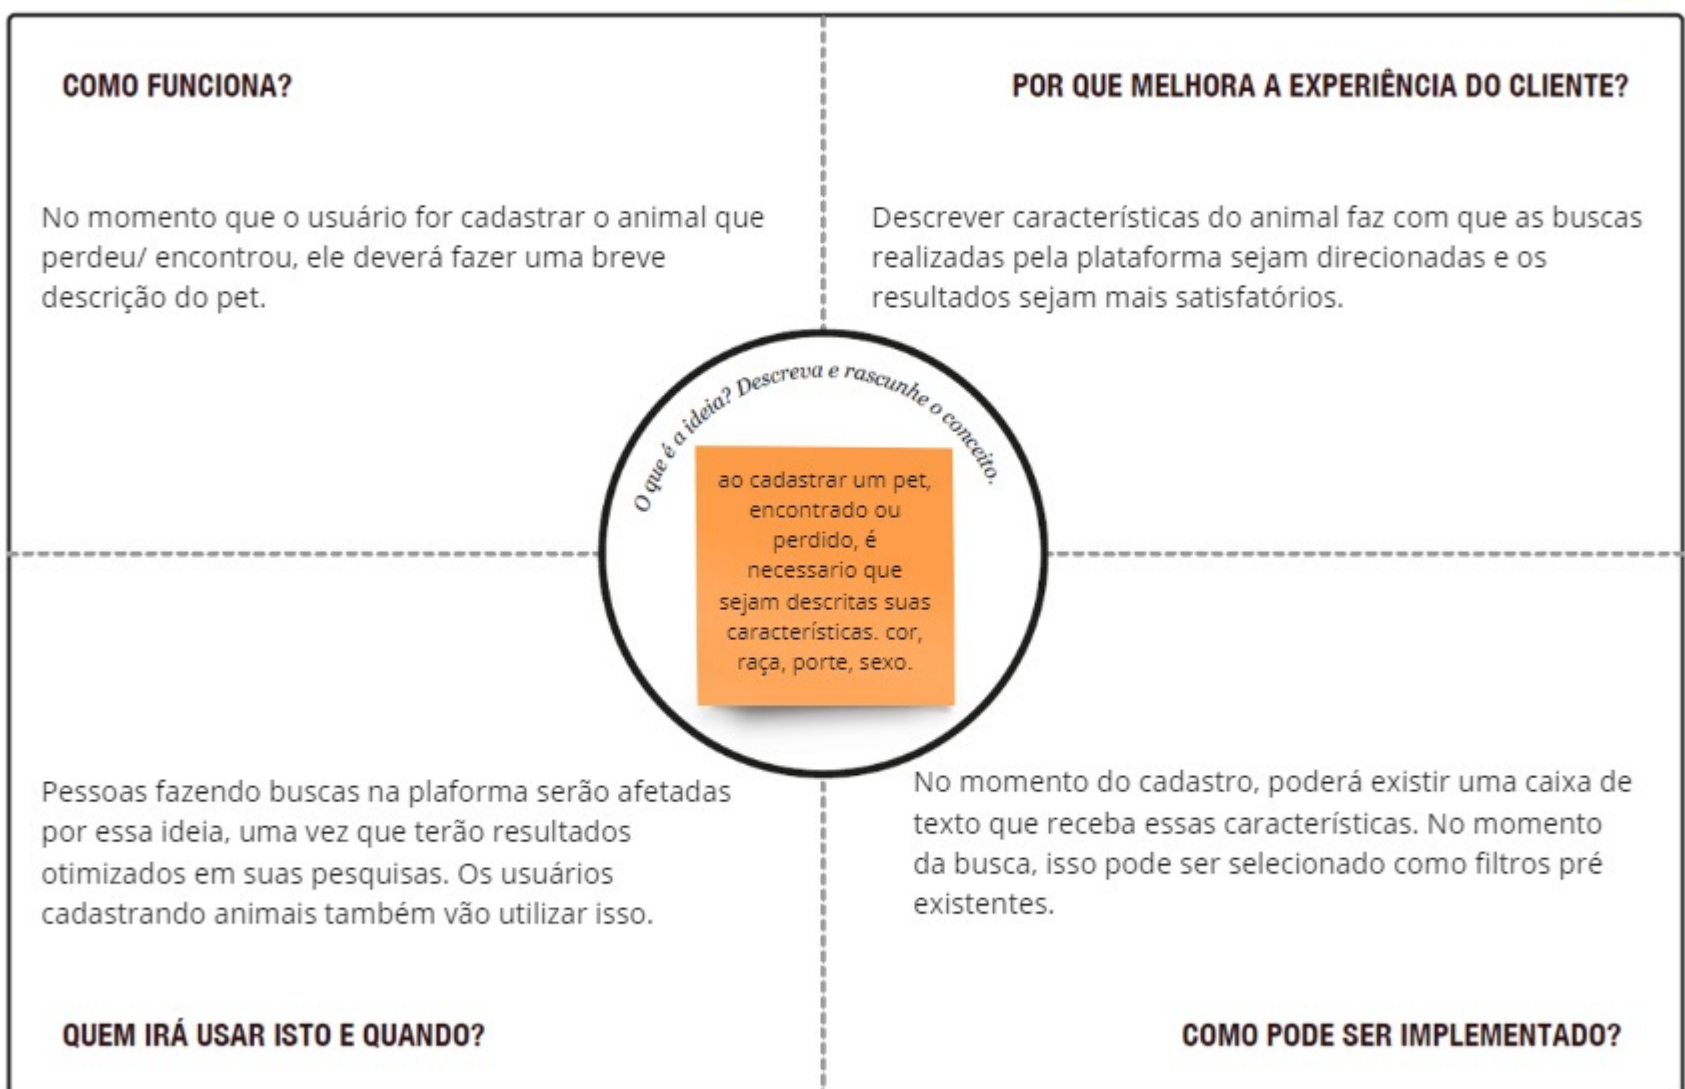 COMO FUNCIONA?
No momento que o usuário for cadastrar o animal que
perdeu/ encontrou, ele deverá fazer uma breve
descrição do pet.
POR QUE MELHORA A EXPERIÊNCIA DO CLIENTE?
Descrever características do animal faz com que as buscas
realizadas pela plataforma sejam direcionadas e os
resultados sejam mais satisfatórios.
O que é a ideia? Descreva e rascunhe o conceito.
ao cadastrar um pet,
encontrado ou
perdido, é
necessario que
sejam descritas suas
características. cor,
raça, porte, sexo.
Pessoas fazendo buscas na plaforma serão afetadas
por essa ideia, uma vez que terão resultados
otimizados em suas pesquisas. Os usuários
cadastrando animais também vão utilizar isso.
QUEM IRÁ USAR ISTO E QUANDO?
No momento do cadastro, poderá existir uma caixa de
texto que receba essas características. No momento
da busca, isso pode ser selecionado como filtros pré
existentes.
COMO PODE SER IMPLEMENTADO?